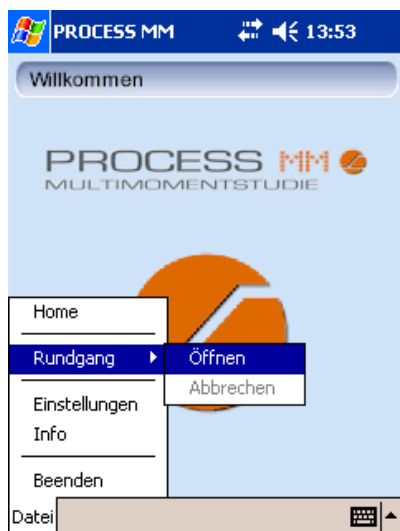 PROCESS MM 13:53
Willkommen
PROCESS MM
MULTIMOMENTSTUDIE
Home
Rundgang Öffnen
Abbrechen
Einstellungen
Info
Beenden
Datei